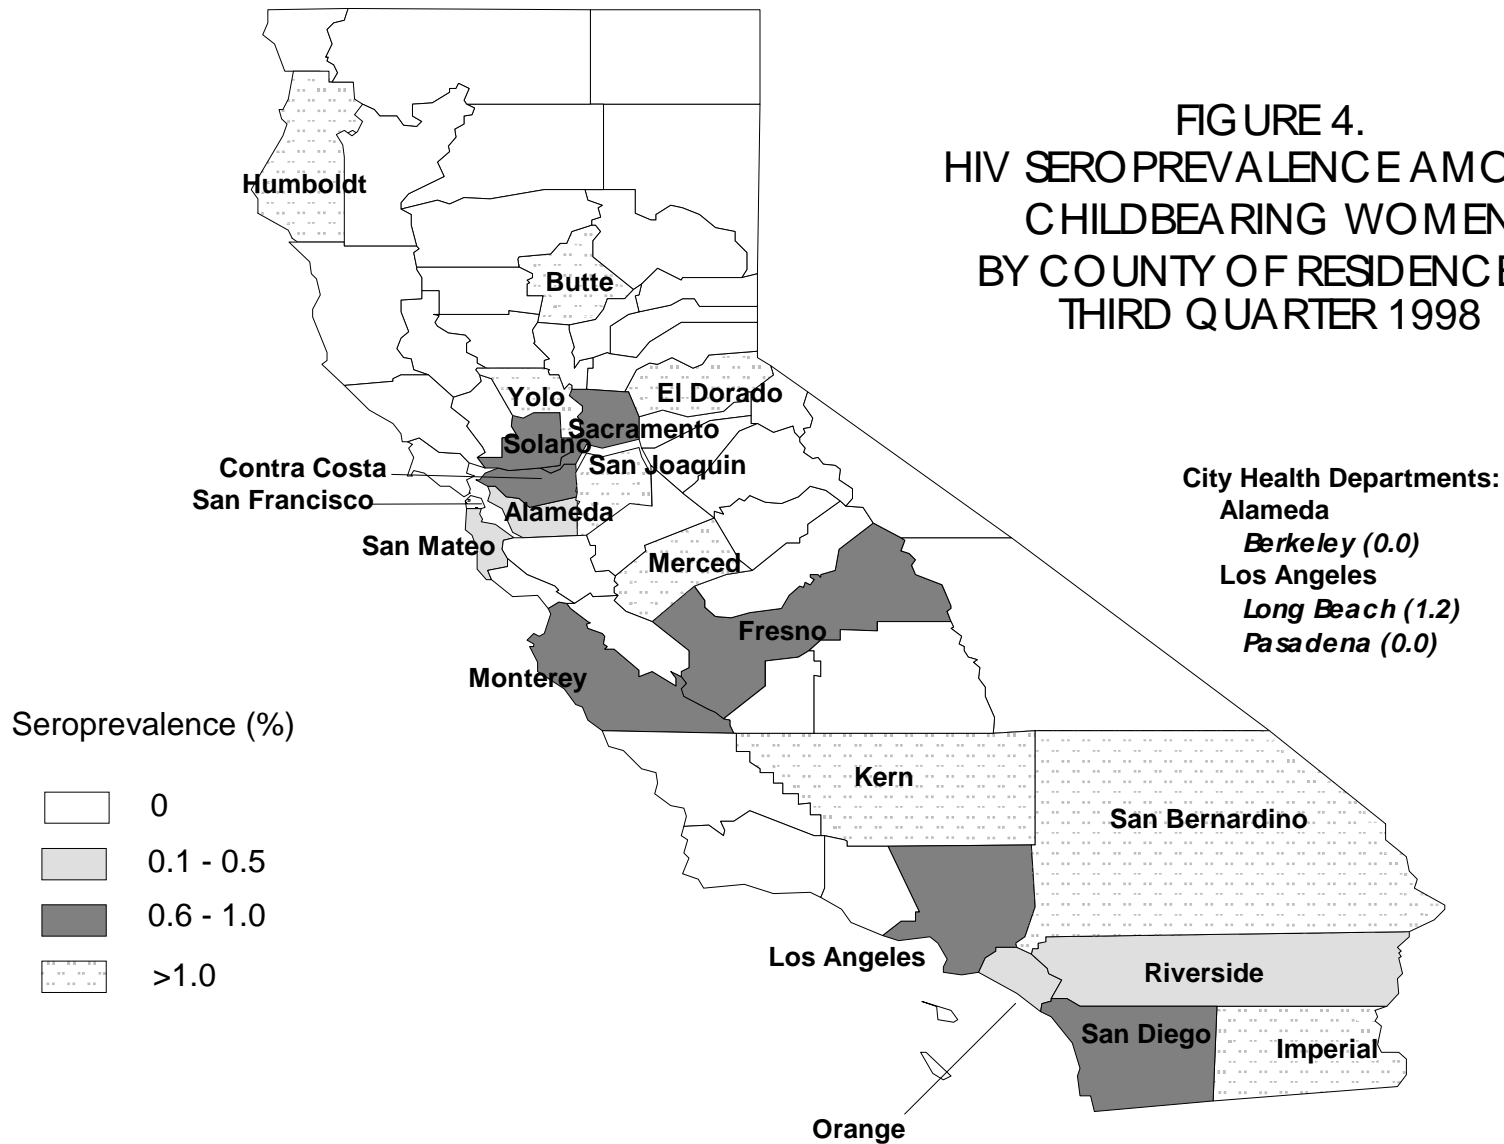 FIGURE 4.
HIV SEROPREVALENCE AMO
CHILDBEARING WOMEN
BY COUNTY OF RESIDENCE
THIRD QUARTER 1998
Humboldt
Butte
Yolo
El Dorado
Sacramento
Solano
San Joaquin
Contra Costa
San Francisco
Alameda
San Mateo
Merced
Fresno
Monterey
City Health Departments:
Alameda
Berkeley (0.0)
Los Angeles
Long Beach (1.2)
Pasadena (0.0)
Seroprevalence (%)
0
0.1 - 0.5
0.6 - 1.0
>1.0
Kern
San Bernardino
Los Angeles
Riverside
San Diego
Imperial
Orange